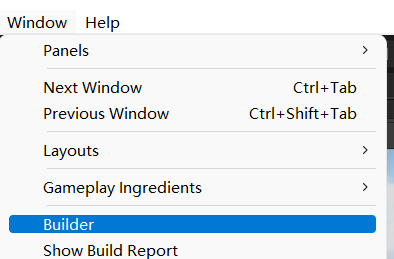 Window Help
Panels
Next Window Ctrl+Tab
Previous Window Ctrl+Shift+Tab
Layouts
Gameplay Ingredients
Builder
Show Build Report